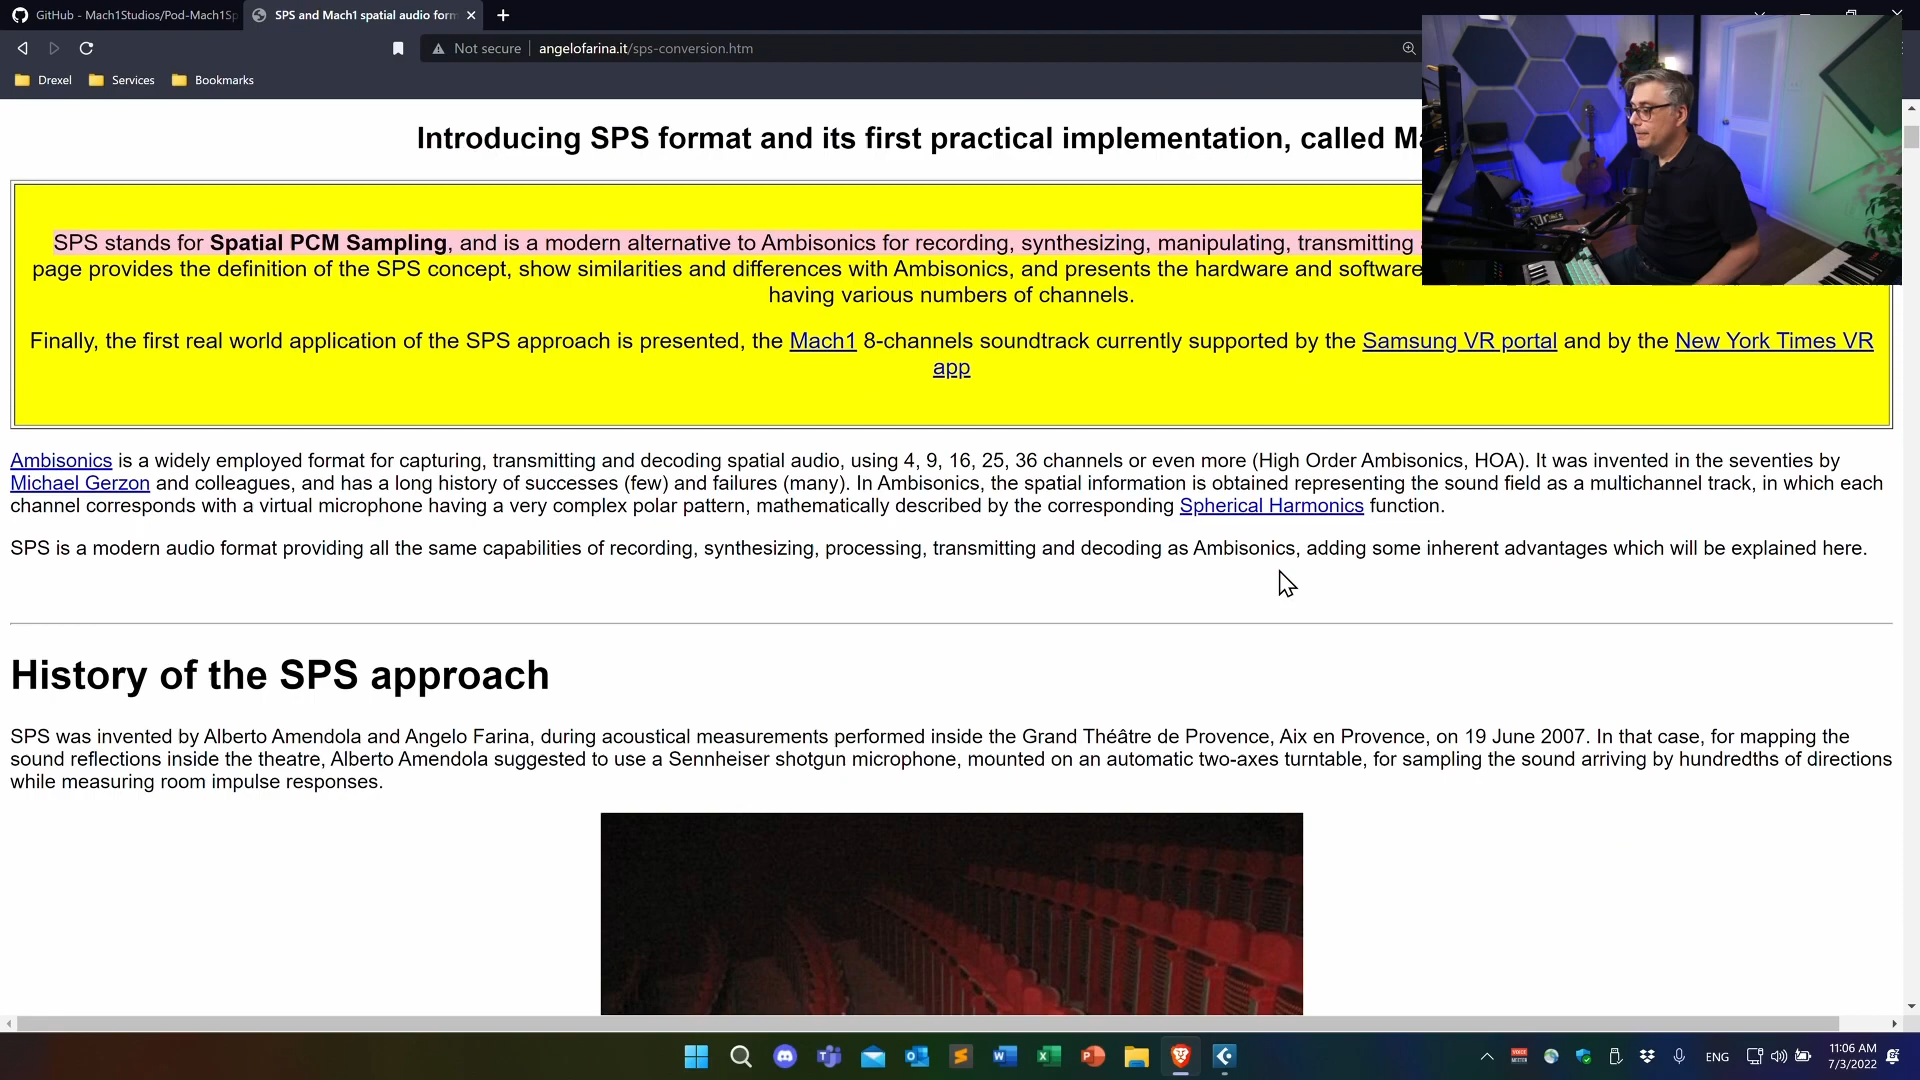 GitHub - Mach1Studios/Pod-Mach1Sp
SPS and Mach1 spatial audio form
Not secure
angelofarina.it/sps-conversion.htm
Drexel
Services
Bookmarks
Introducing SPS format and its first practical implementation, called
SPS stands for Spatial PCM Sampling, and is a modern alternative to Ambisonics for recording, synthesizing, manipulating, transmitting
page provides the definition of the SPS concept, show similarities and differences with Ambisonics, and presents the hardware and software
having various numbers of channels.
Finally, the first real world application of the SPS approach is presented, the Mach1 8-channels soundtrack currently supported by the Samsung VR portal and by the New York Times VR
app
Ambisonics is a widely employed format for capturing, transmitting and decoding spatial audio, using 4, 9, 16, 25, 36 channels or even more (High Order Ambisonics, HOA). It was invented in the seventies by
Michael Gerzon and colleagues, and has a long history of successes (few) and failures (many). In Ambisonics, the spatial information is obtained representing the sound field as a multichannel track, in which each
channel corresponds with a virtual microphone having a very complex polar pattern, mathematically described by the corresponding Spherical Harmonics function.
SPS is a modern audio format providing all the same capabilities of recording, synthesizing, processing, transmitting and decoding as Ambisonics, adding some inherent advantages which will be explained here.
History of the SPS approach
SPS was invented by Alberto Amendola and Angelo Farina, during acoustical measurements performed inside the Grand Théâtre de Provence, Aix en Provence, on 19 June 2007. In that case, for mapping the
sound reflections inside the theatre, Alberto Amendola suggested to use a Sennheiser shotgun microphone, mounted on an automatic two-axes turntable, for sampling the sound arriving by hundredths of directions
while measuring room impulse responses.
ENG
11:06 AM
7/3/2022